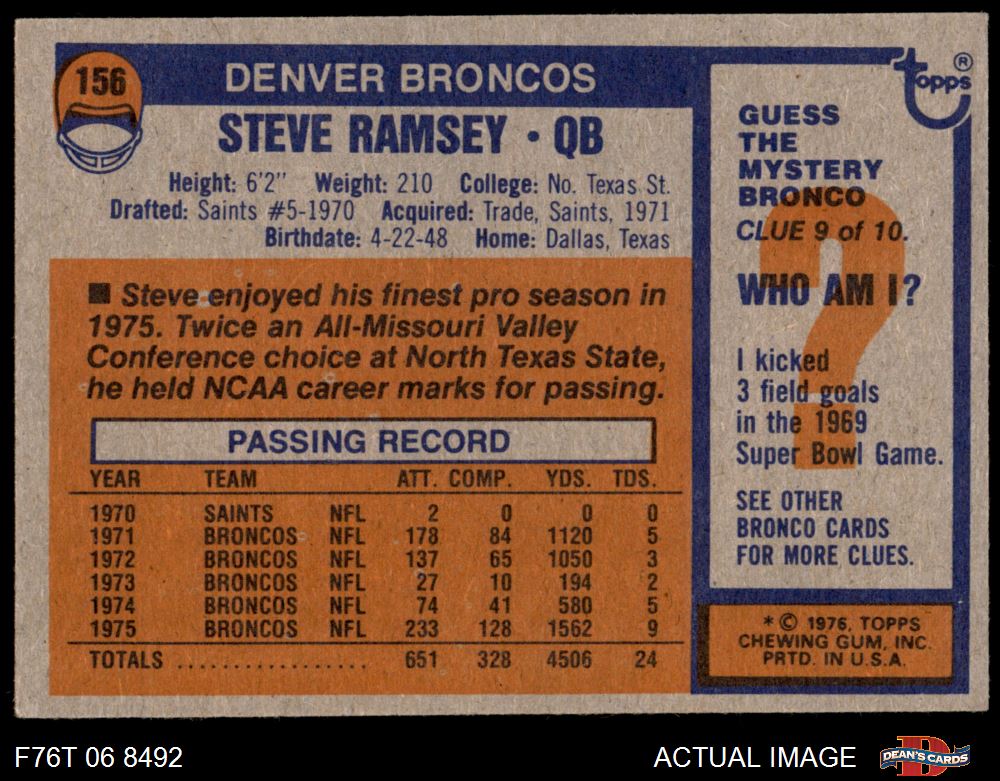 156
DENVER BRONCOS
STEVE RAMSEY • QB
Height: 6'2" Weight: 210 College: No. Texas St.
Drafted: Saints #5-1970 Acquired: Trade, Saints, 1971
Birthdate: 4-22-48 Home: Dallas, Texas
■ Steve enjoyed his finest pro season in
1975. Twice an All-Missouri Valley
Conference choice at North Texas State,
he held NCAA career marks for passing.
PASSING RECORD
YEAR TEAM ATT. COMP. YDS. TDS.
1970 SAINTS NFL 2 0 0 0
1971 BRONCOS NFL 178 84 1120 5
1972 BRONCOS NFL 137 65 1050 3
1973 BRONCOS NFL 27 10 194 2
1974 BRONCOS NFL 74 41 580 5
1975 BRONCOS NFL 233 128 1562 9
TOTALS .................. 651 328 4506 24
topps ®
GUESS
THE
MYSTERY
BRONCO
CLUE 9 of 10.
WHO AM I?
?
I kicked
3 field goals
in the 1969
Super Bowl Game.
SEE OTHER
BRONCO CARDS
FOR MORE CLUES.
* © 1976, TOPPS
CHEWING GUM, INC.
PRTD. IN U.S.A.
F76T 06 8492
ACTUAL IMAGE
D
DEAN'S CARDS